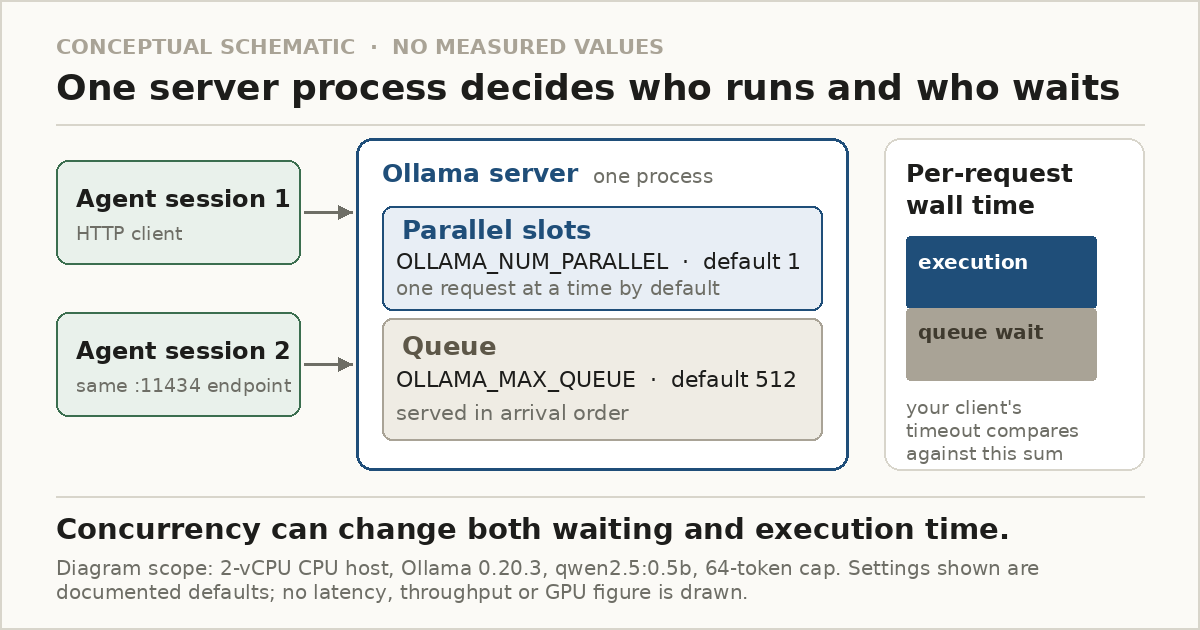 CONCEPTUAL SCHEMATIC · NO MEASURED VALUES
One server process decides who runs and who waits
Agent session 1
HTTP client
Agent session 2
same :11434 endpoint
Ollama server one process
Parallel slots
OLLAMA_NUM_PARALLEL · default 1
one request at a time by default
Queue
OLLAMA_MAX_QUEUE · default 512
served in arrival order
Per-request
wall time
execution
queue wait
your client's
timeout compares
against this sum
Concurrency can change both waiting and execution time.
Diagram scope: 2-vCPU CPU host, Ollama 0.20.3, qwen2.5:0.5b, 64-token cap. Settings shown are
documented defaults; no latency, throughput or GPU figure is drawn.